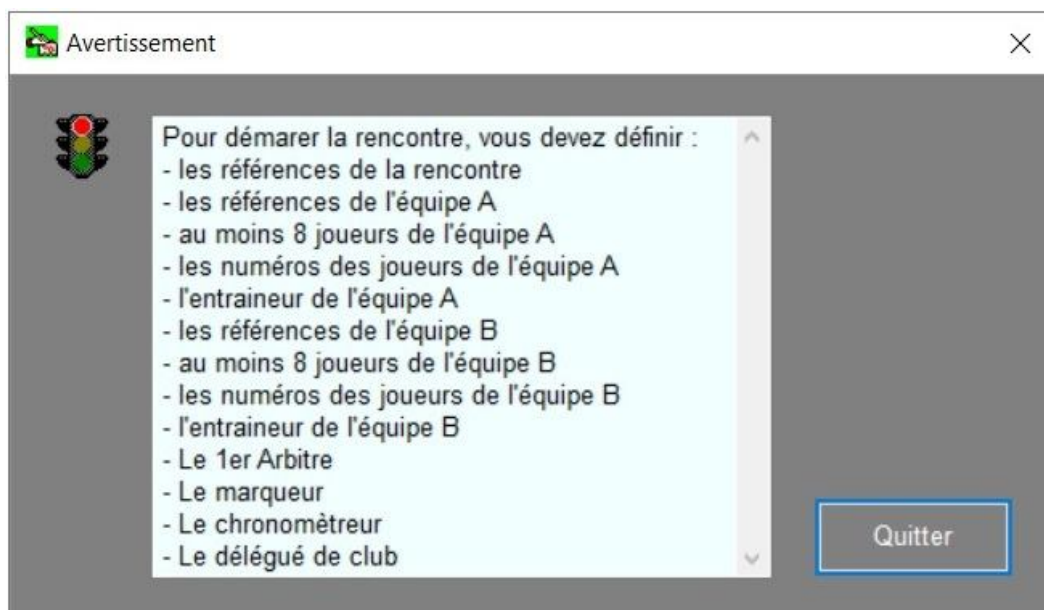 Avertissement
Pour démarer la rencontre, vous devez définir :
- les références de la rencontre
- les références de l'équipe A
- au moins 8 joueurs de l'équipe A
- les numéros des joueurs de l'équipe A
- l'entraineur de l'équipe A
- les références de l'équipe B
- au moins 8 joueurs de l'équipe B
- les numéros des joueurs de l'équipe B
- l'entraineur de l'équipe B
- Le 1er Arbitre
- Le marqueur
- Le chronomètreur
- Le délégué de club
Quitter